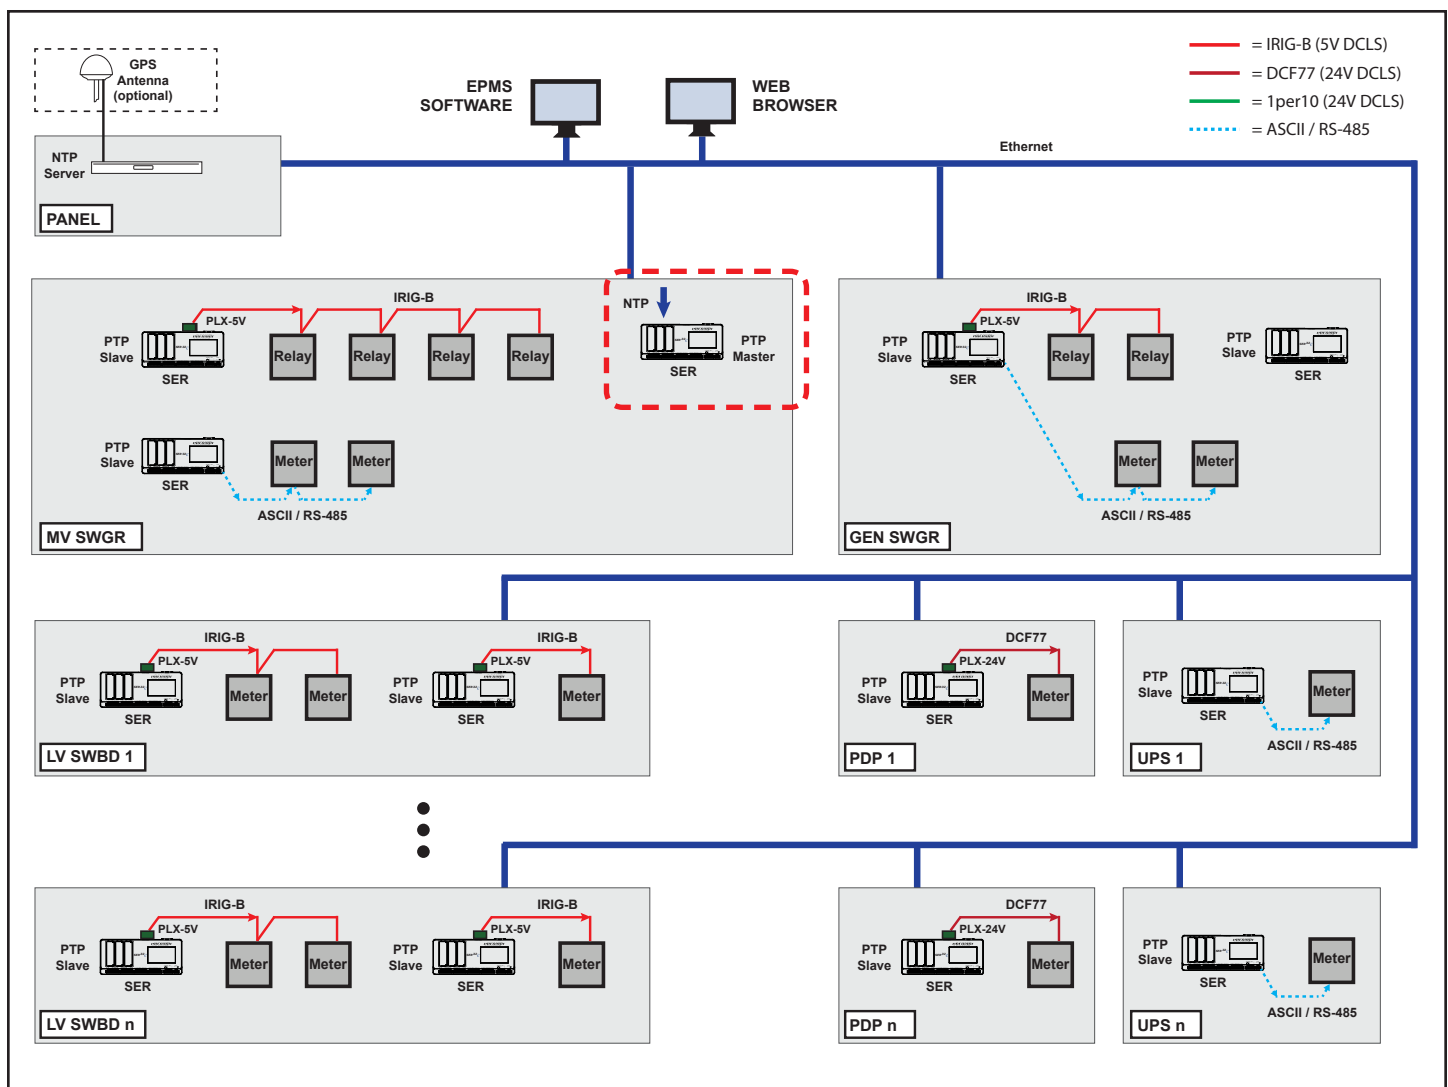 GPS
Antenna
(optional)
NTP
Server
PANEL
EPMS
SOFTWARE
WEB
BROWSER
= IRIG-B (5V DCLS)
= DCF77 (24V DCLS)
= 1per10 (24V DCLS)
= ASCII / RS-485
Ethernet
IRIG-B
PLX-5V
PTP
Slave
SER
Relay
Relay
Relay
Relay
NTP
PTP
Master
SER
PTP
Slave
SER
Meter
Meter
ASCII / RS-485
MV SWGR
IRIG-B
PLX-5V
PTP
Slave
SER
Relay
Relay
PTP
Slave
SER
Meter
Meter
ASCII / RS-485
GEN SWGR
IRIG-B
PLX-5V
PTP
Slave
SER
Meter
Meter
IRIG-B
PLX-5V
PTP
Slave
SER
Meter
LV SWBD 1
DCF77
PLX-24V
PTP
Slave
SER
Meter
PDP 1
PTP
Slave
SER
Meter
ASCII / RS-485
UPS 1
IRIG-B
PLX-5V
PTP
Slave
SER
Meter
Meter
IRIG-B
PLX-5V
PTP
Slave
SER
Meter
LV SWBD n
DCF77
PLX-24V
PTP
Slave
SER
Meter
PDP n
PTP
Slave
SER
Meter
ASCII / RS-485
UPS n